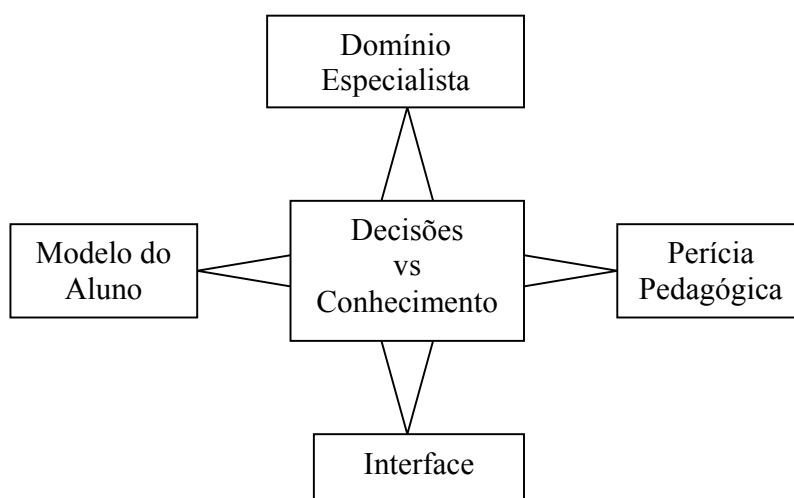 Domínio
Especialista
Modelo do
Aluno
Decisões
vs
Conhecimento
Perícia
Pedagógica
Interface